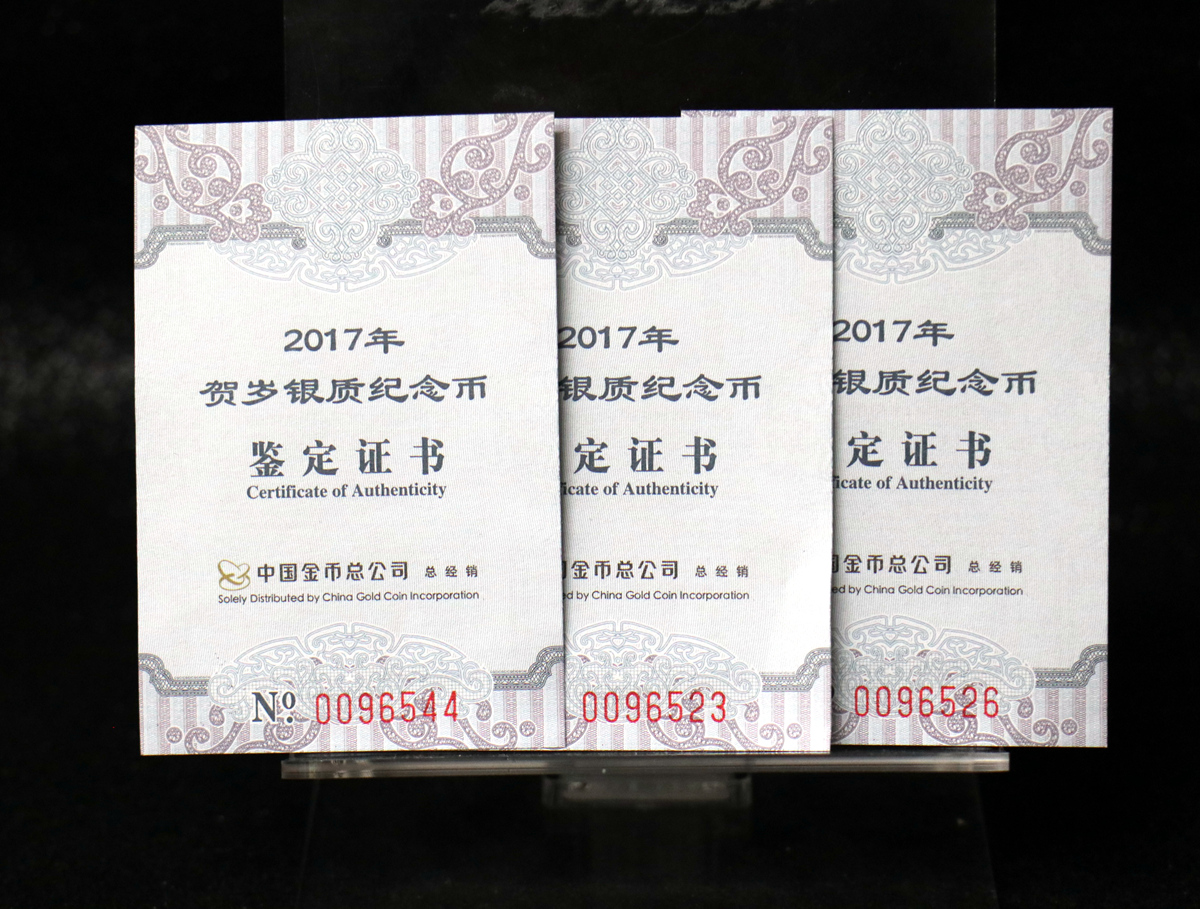 2017年
贺岁银质纪念币
鉴定证书
Certificate of Authenticity
中国金币总公司 总经销
Solely Distributed by China Gold Coin Incorporation
Nº. 0096544
2017年
银质纪念币
定证书
ficate of Authenticity
金币总公司 总经销
ed by China Gold Coin Incorporation
0096523
2017年
银质纪念币
定证书
ficate of Authenticity
国金币总公司 总经销
ed by China Gold Coin Incorporation
0096526